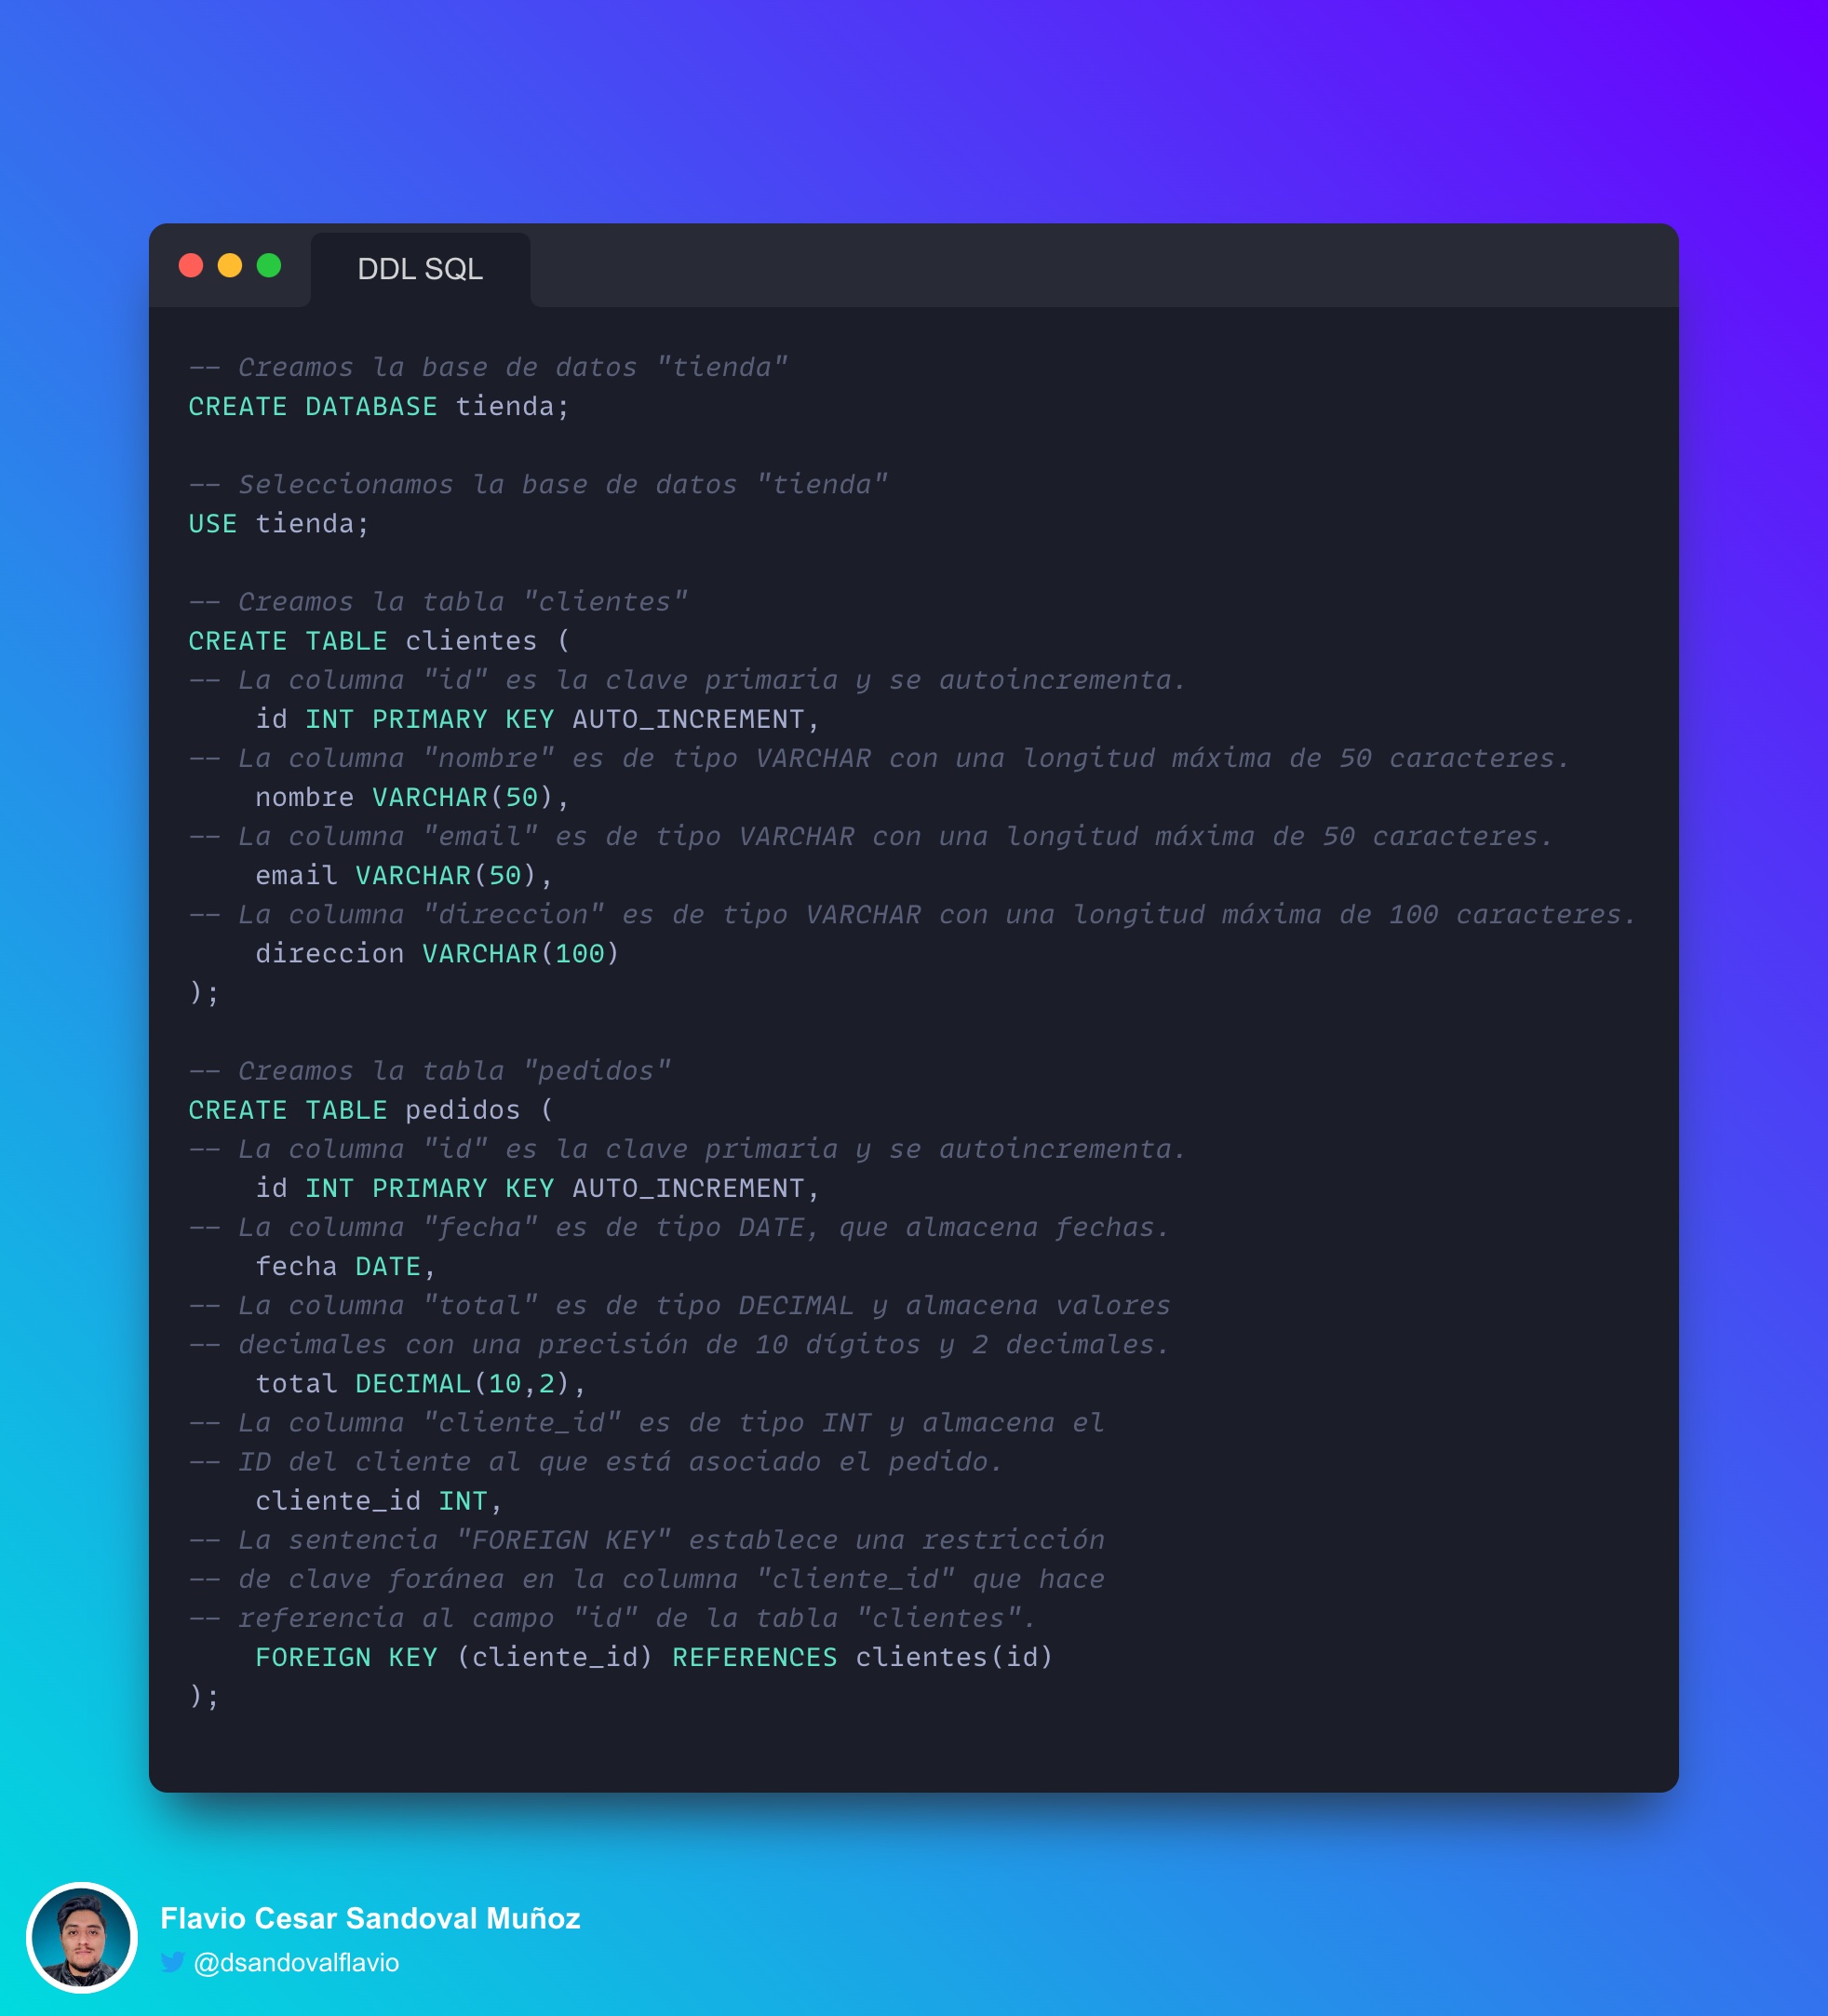 DDL SQL
-- Creamos la base de datos "tienda"
CREATE DATABASE tienda;
-- Seleccionamos la base de datos "tienda"
USE tienda;
-- Creamos la tabla "clientes"
CREATE TABLE clientes (
-- La columna "id" es la clave primaria y se autoincrementa.
    id INT PRIMARY KEY AUTO_INCREMENT,
-- La columna "nombre" es de tipo VARCHAR con una longitud máxima de 50 caracteres.
    nombre VARCHAR(50),
-- La columna "email" es de tipo VARCHAR con una longitud máxima de 50 caracteres.
    email VARCHAR(50),
-- La columna "direccion" es de tipo VARCHAR con una longitud máxima de 100 caracteres.
    direccion VARCHAR(100)
);
-- Creamos la tabla "pedidos"
CREATE TABLE pedidos (
-- La columna "id" es la clave primaria y se autoincrementa.
    id INT PRIMARY KEY AUTO_INCREMENT,
-- La columna "fecha" es de tipo DATE, que almacena fechas.
    fecha DATE,
-- La columna "total" es de tipo DECIMAL y almacena valores
-- decimales con una precisión de 10 dígitos y 2 decimales.
    total DECIMAL(10,2),
-- La columna "cliente_id" es de tipo INT y almacena el
-- ID del cliente al que está asociado el pedido.
    cliente_id INT,
-- La sentencia "FOREIGN KEY" establece una restricción
-- de clave foránea en la columna "cliente_id" que hace
-- referencia al campo "id" de la tabla "clientes".
    FOREIGN KEY (cliente_id) REFERENCES clientes(id)
);
Flavio Cesar Sandoval Muñoz
@dsandovalflavio